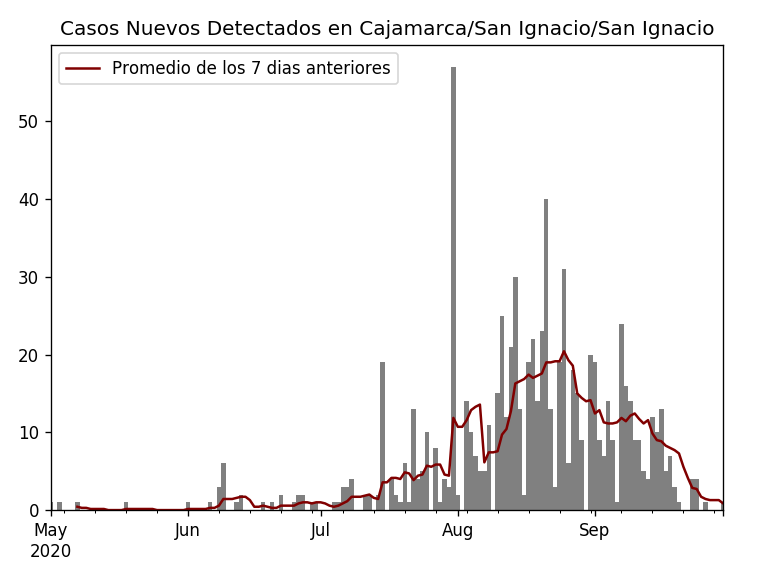 Casos Nuevos Detectados en Cajamarca/San Ignacio/San Ignacio
Promedio de los 7 dias anteriores
50
40
30
20
10
0
May Jun Jul Aug Sep
2020